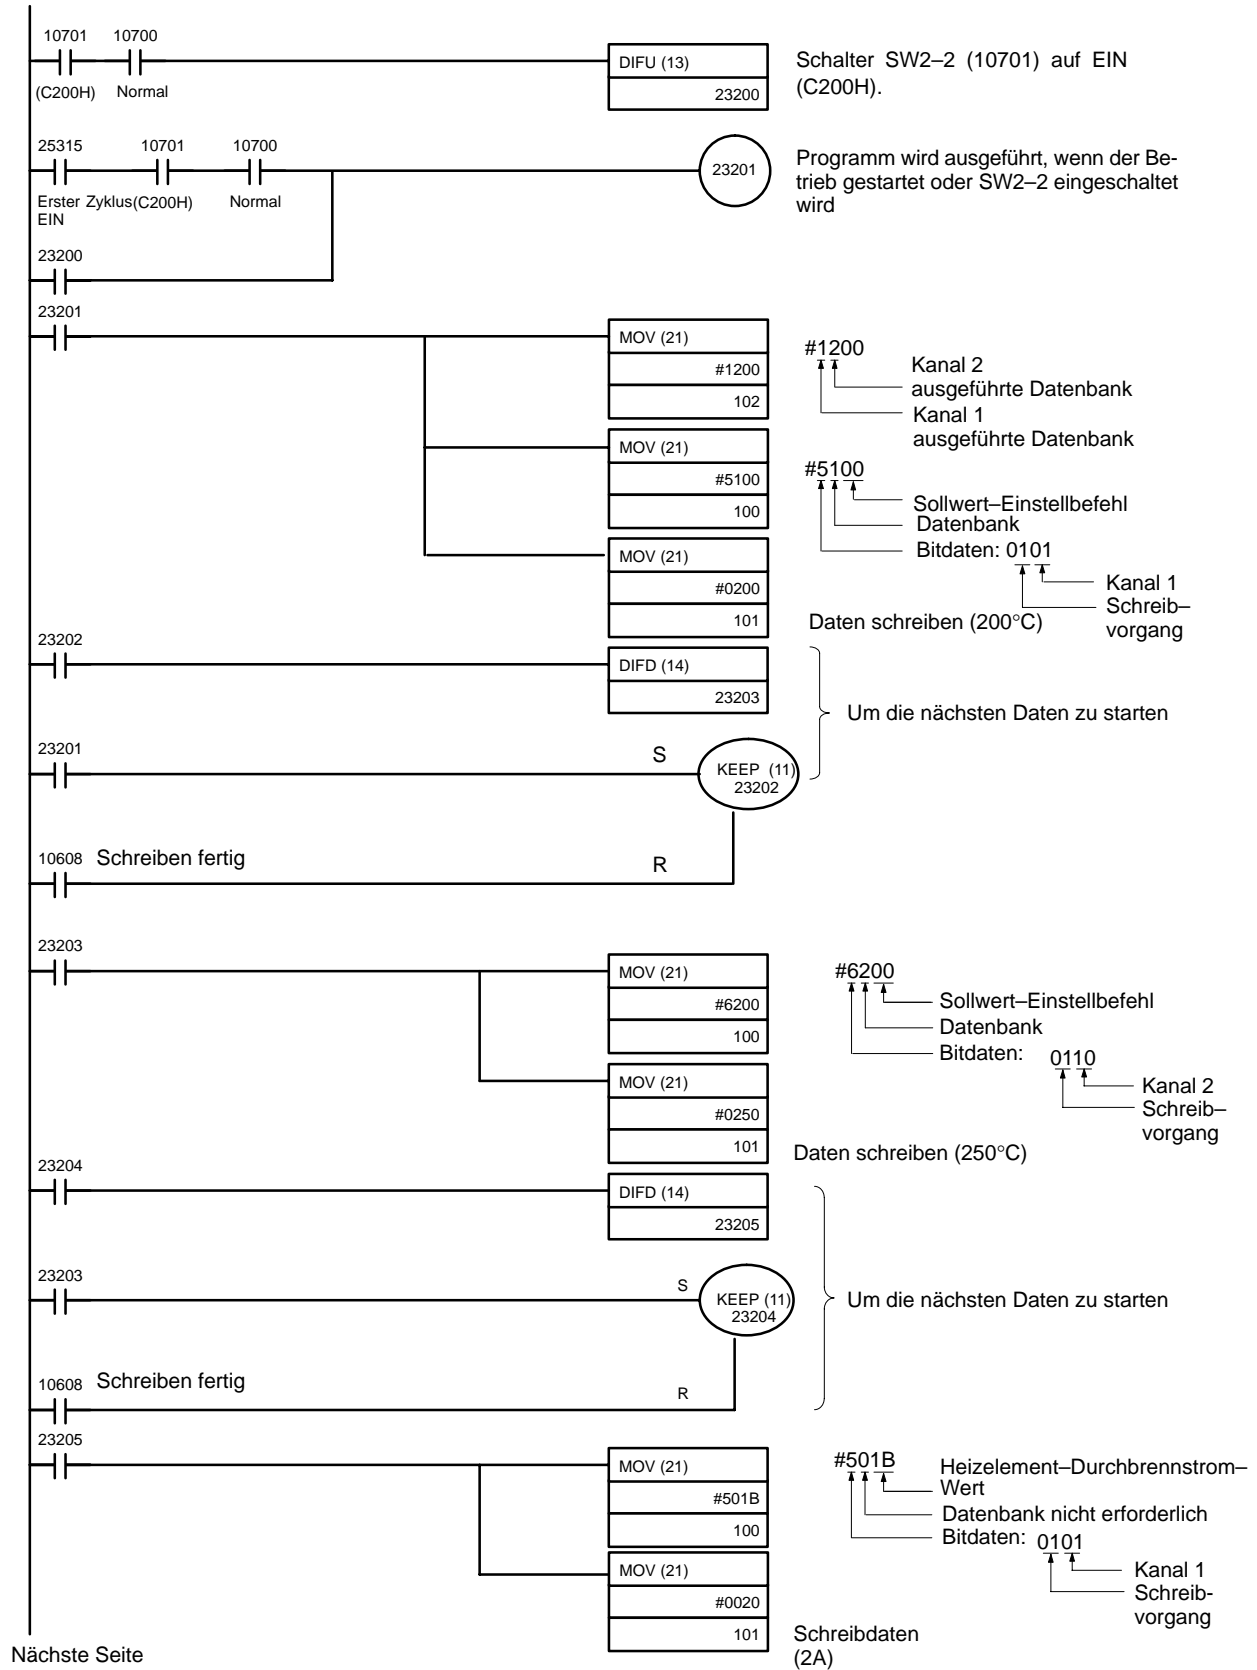 10701 10700
(C200H) Normal
DIFU (13)
23200
Schalter SW2–2 (10701) auf EIN
(C200H).
25315 10701 10700
Erster Zyklus (C200H) Normal
EIN
23201
Programm wird ausgeführt, wenn der Be-
trieb gestartet oder SW2–2 eingeschaltet
wird
23200
23201
MOV (21)
#1200
102
#1200
Kanal 2
ausgeführte Datenbank
Kanal 1
ausgeführte Datenbank
MOV (21)
#5100
100
#5100
Sollwert–Einstellbefehl
Datenbank
Bitdaten: 0101
Kanal 1
Schreib–
vorgang
MOV (21)
#0200
101
Daten schreiben (200°C)
23202
DIFD (14)
23203
Um die nächsten Daten zu starten
23201
S
KEEP (11)
23202
10608 Schreiben fertig
R
23203
MOV (21)
#6200
100
#6200
Sollwert–Einstellbefehl
Datenbank
Bitdaten: 0110
Kanal 2
Schreib–
vorgang
MOV (21)
#0250
101
Daten schreiben (250°C)
23204
DIFD (14)
23205
23203
S
KEEP (11)
23204
Um die nächsten Daten zu starten
10608 Schreiben fertig
R
23205
MOV (21)
#501B
100
#501B
Heizelement–Durchbrennstrom–
Wert
Datenbank nicht erforderlich
Bitdaten: 0101
Kanal 1
Schreib-
vorgang
MOV (21)
#0020
101
Schreibdaten
(2A)
Nächste Seite